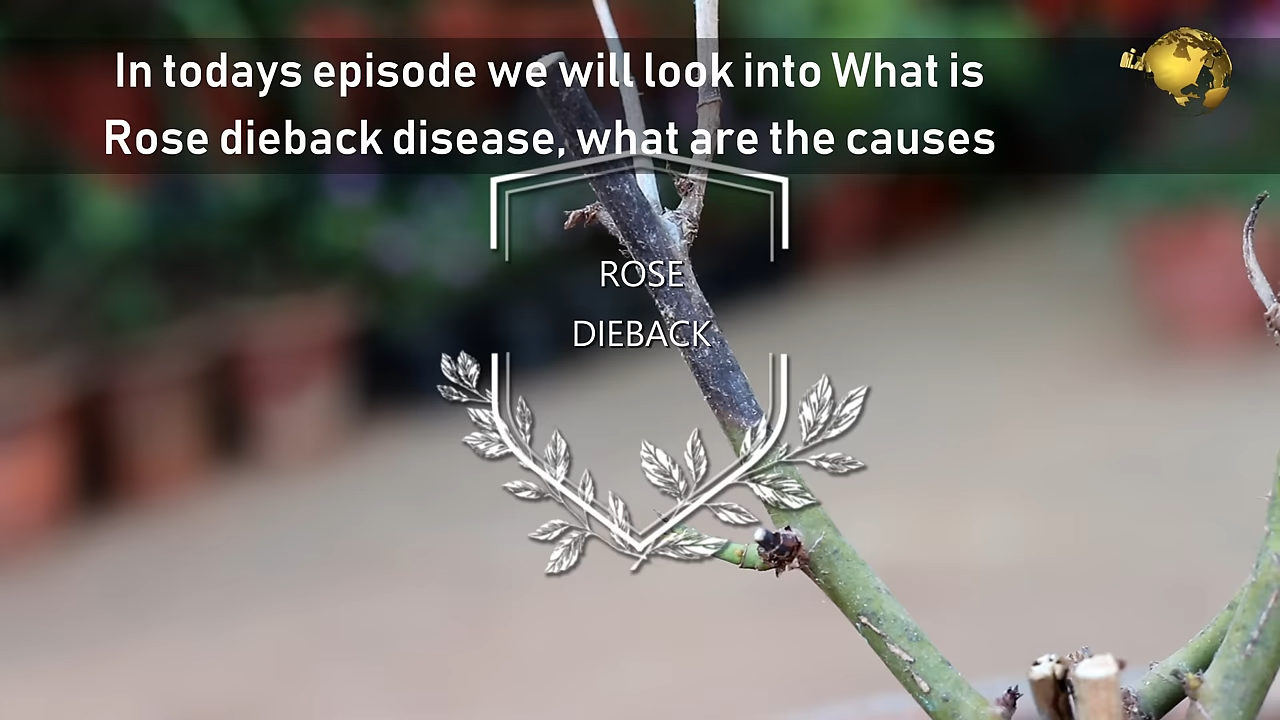 In todays episode we will look into What is
Rose dieback disease, what are the causes
ROSE
DIEBACK